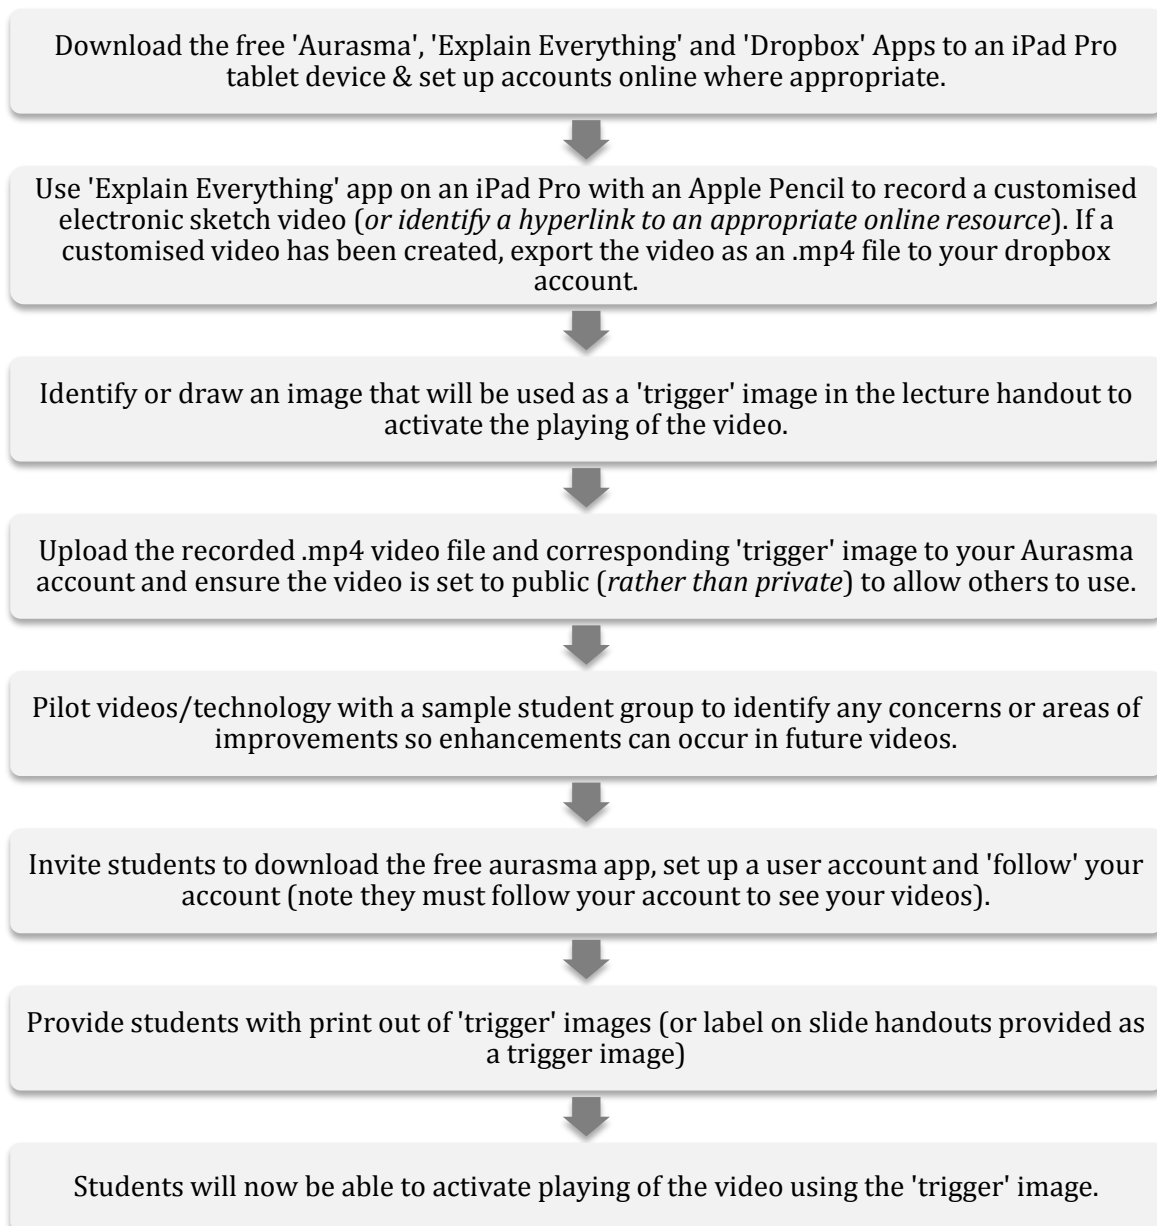 Download the free 'Aurasma', 'Explain Everything' and 'Dropbox' Apps to an iPad Pro
tablet device & set up accounts online where appropriate.
Use 'Explain Everything' app on an iPad Pro with an Apple Pencil to record a customised
electronic sketch video (or identify a hyperlink to an appropriate online resource). If a
customised video has been created, export the video as an .mp4 file to your dropbox
account.
Identify or draw an image that will be used as a 'trigger' image in the lecture handout to
activate the playing of the video.
Upload the recorded .mp4 video file and corresponding 'trigger' image to your Aurasma
account and ensure the video is set to public (rather than private) to allow others to use.
Pilot videos/technology with a sample student group to identify any concerns or areas of
improvements so enhancements can occur in future videos.
Invite students to download the free aurasma app, set up a user account and 'follow' your
account (note they must follow your account to see your videos).
Provide students with print out of 'trigger' images (or label on slide handouts provided as
a trigger image)
Students will now be able to activate playing of the video using the 'trigger' image.